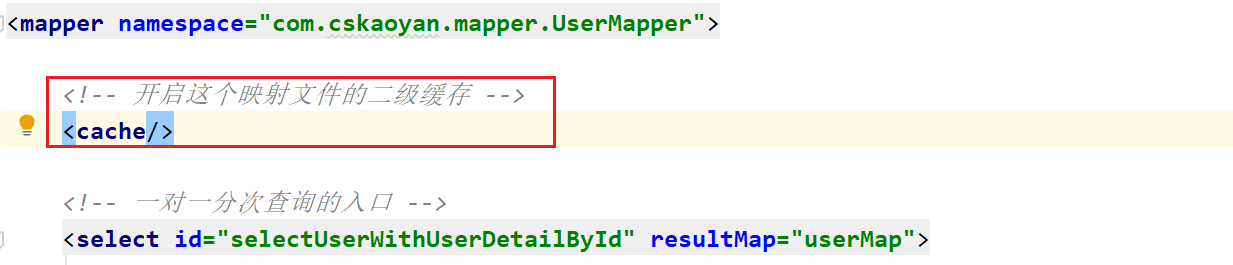 <mapper namespace="com.cskaoyan.mapper.UserMapper">
<!-- 开启这个映射文件的二级缓存 -->
<cache/>
<!-- 一对一分次查询的入口 -->
<select id="selectUserWithUserDetailById" resultMap="userMap">